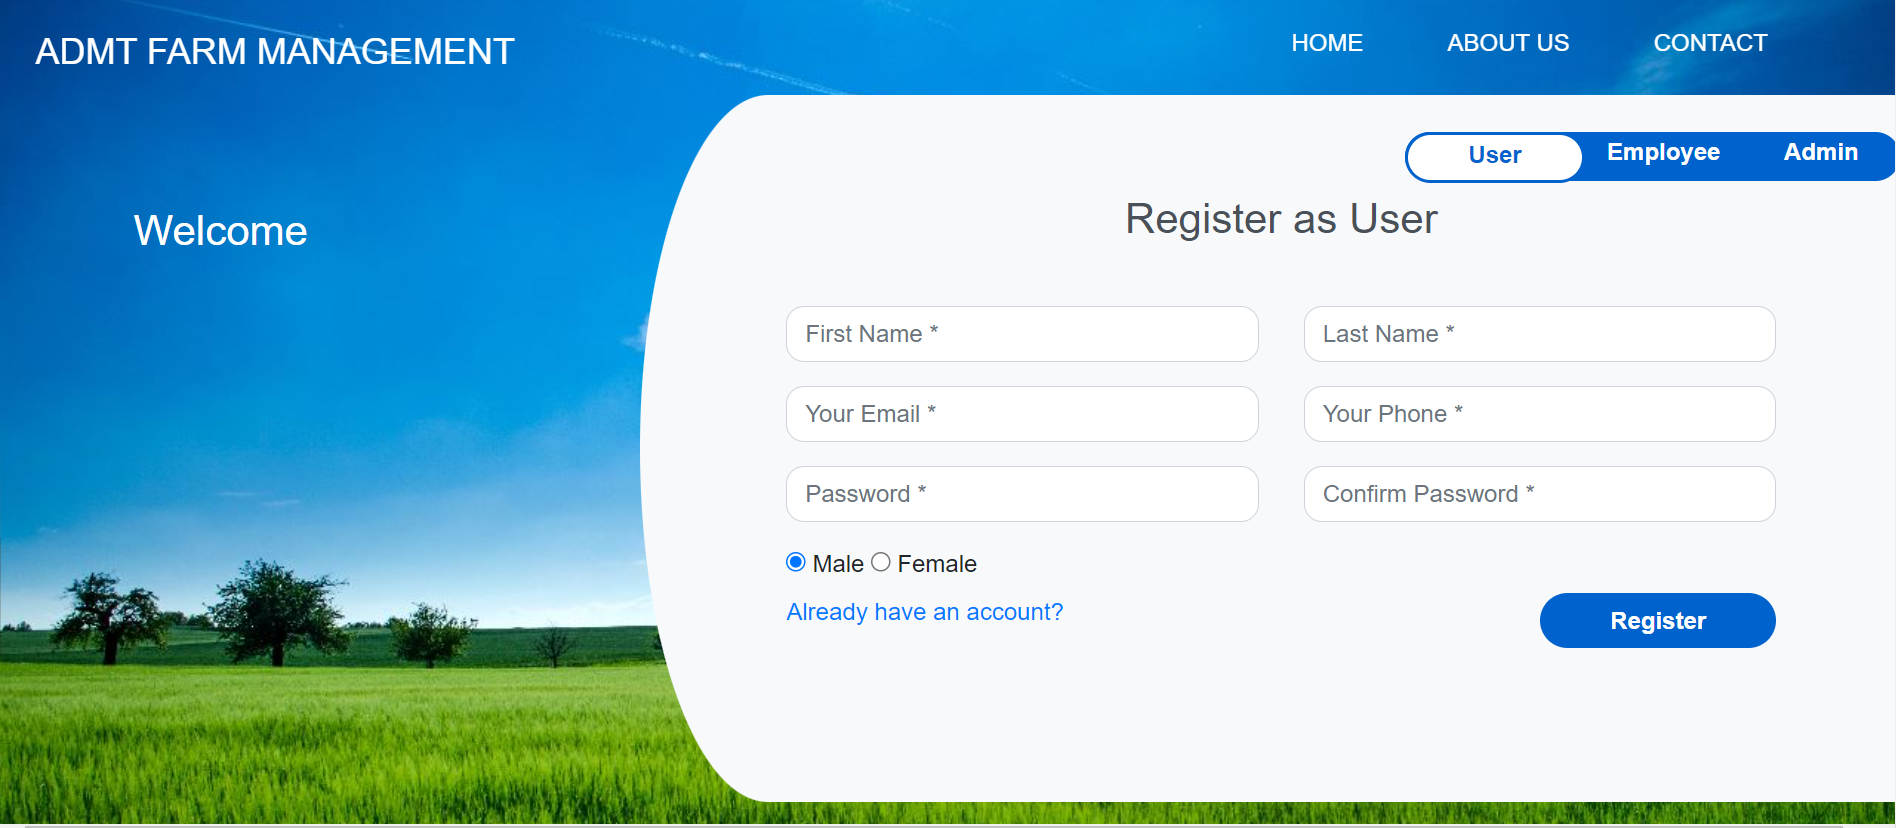 ADMT FARM MANAGEMENT
HOME ABOUT US CONTACT
User Employee Admin
Welcome
Register as User
First Name * Last Name *
Your Email * Your Phone *
Password * Confirm Password *
Male Female
Already have an account?
Register